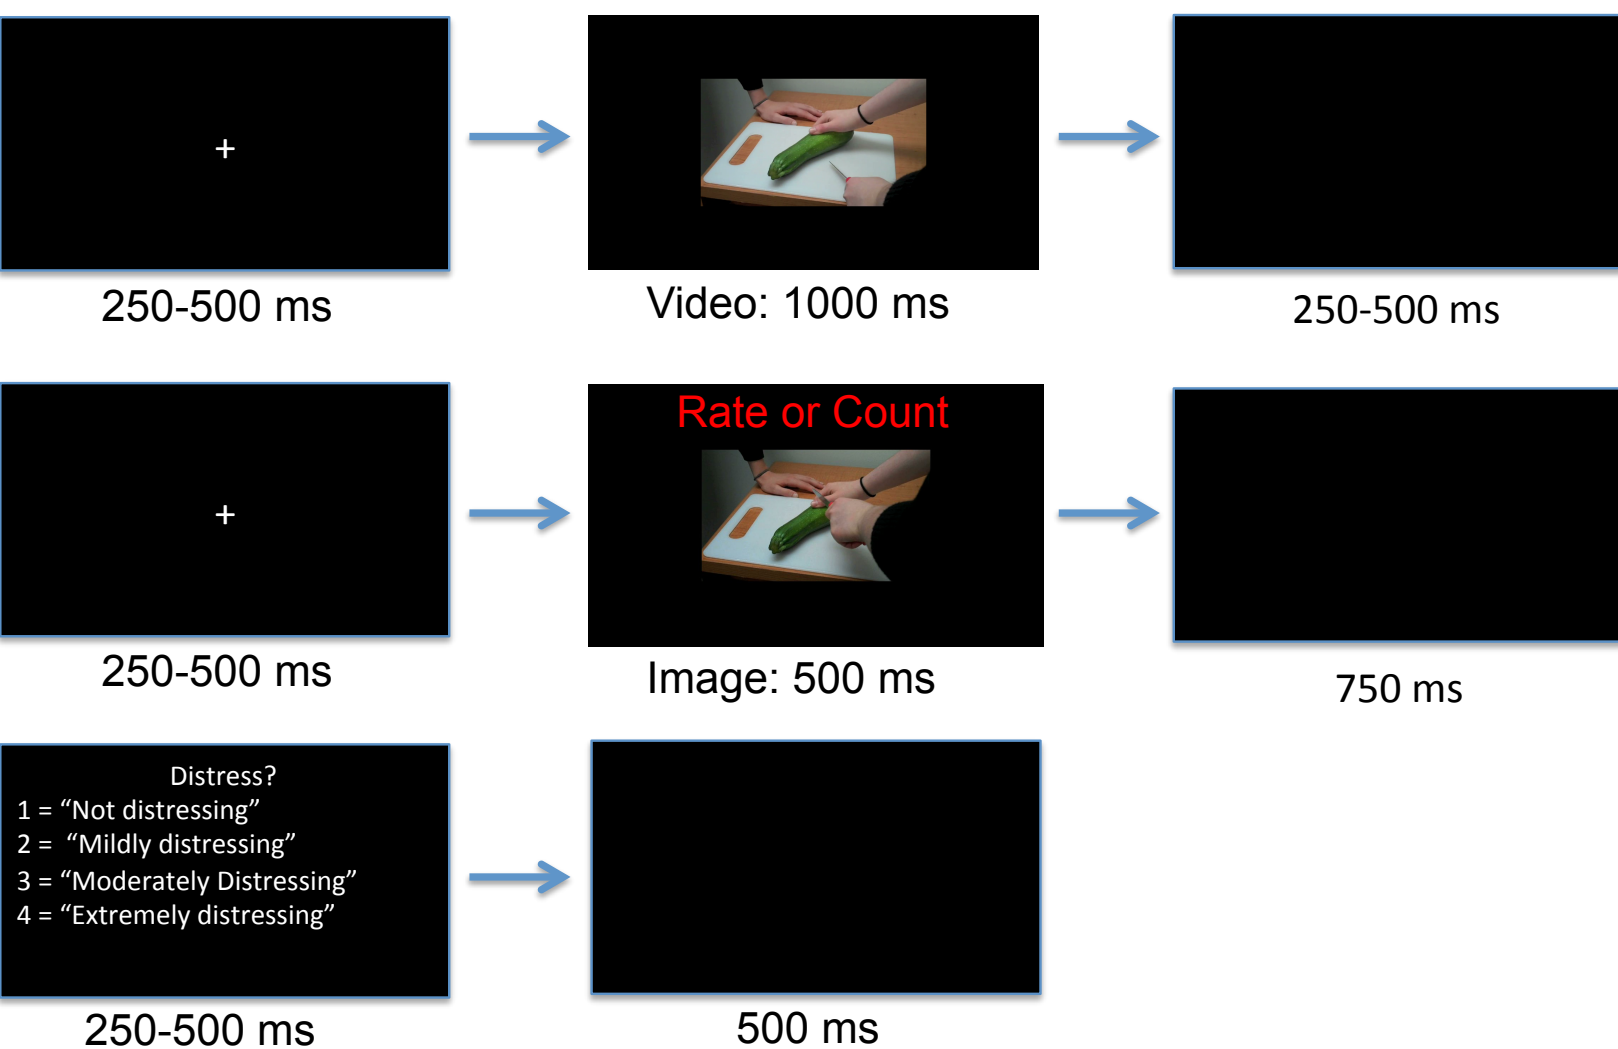 +
250-500 ms
Video: 1000 ms
250-500 ms
+
250-500 ms
Rate or Count
Image: 500 ms
750 ms
Distress?
1 = “Not distressing”
2 =  “Mildly distressing”
3 = “Moderately Distressing”
4 = “Extremely distressing”
250-500 ms
500 ms